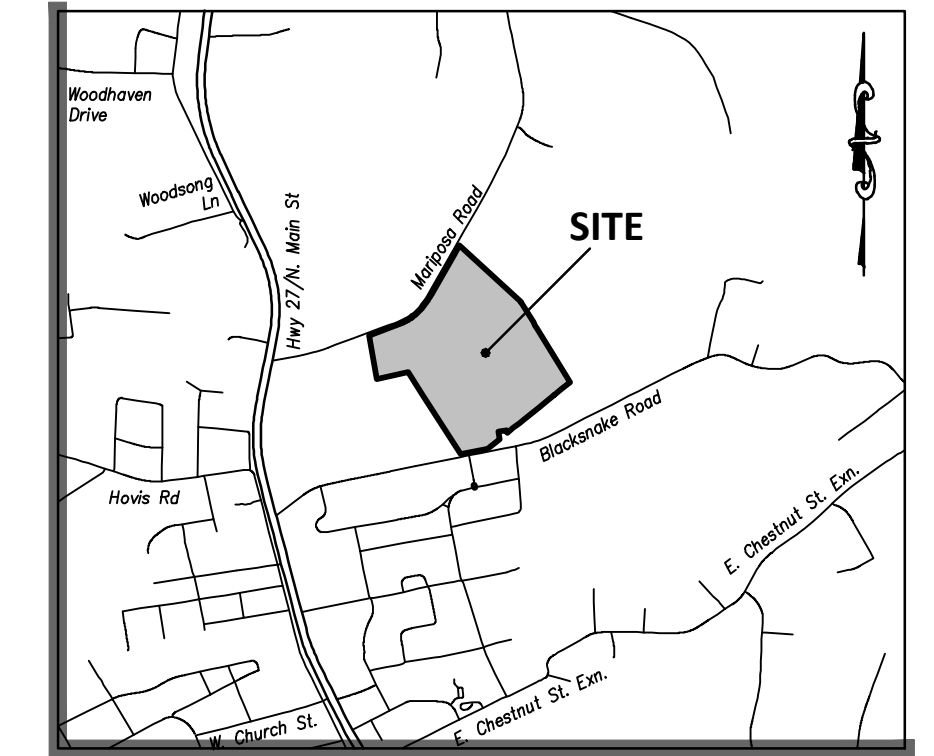 Woodhaven
Drive
Woodsong
Ln
Hwy 27/N. Main St
Mariposa Road
SITE
Blacksnake Road
Hovis Rd
E. Chestnut St. Exn.
E. Chestnut St. Exn.
W. Church St.